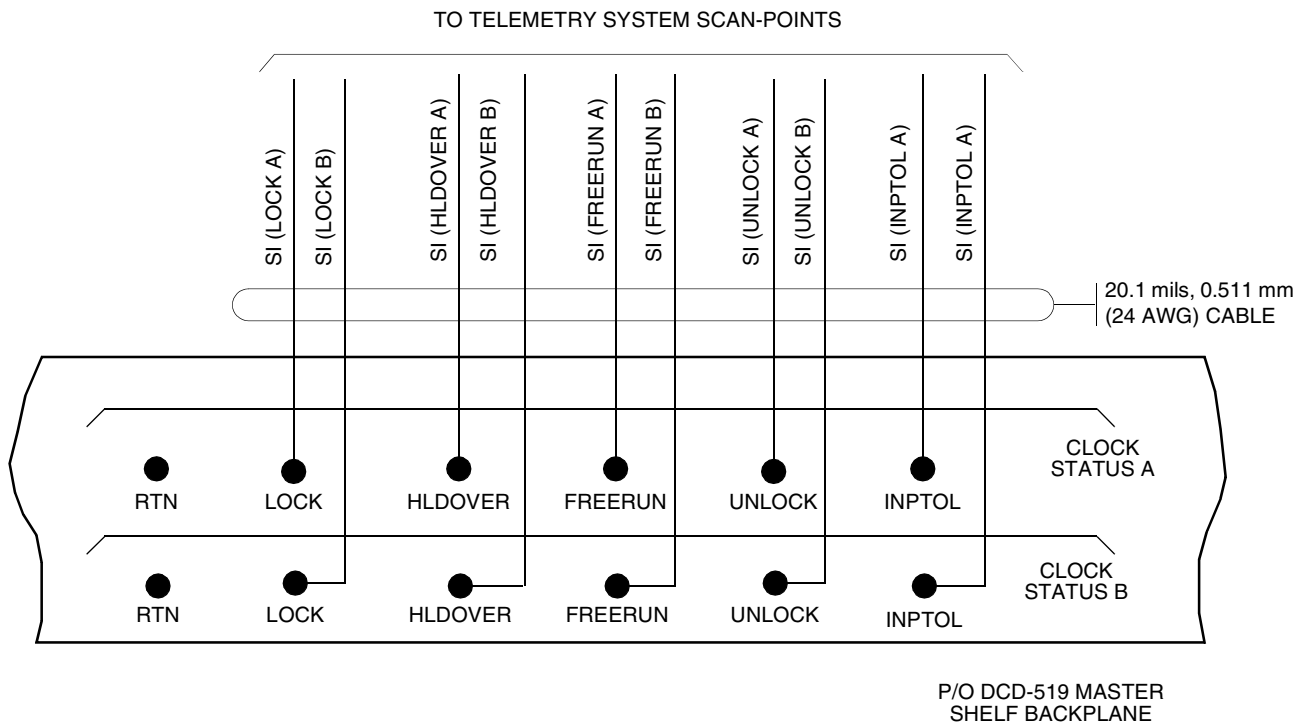 TO TELEMETRY SYSTEM SCAN-POINTS
SI (LOCK A)
SI (LOCK B)
SI (HLDOVER A)
SI (HLDOVER B)
SI (FREERUN A)
SI (FREERUN B)
SI (UNLOCK A)
SI (UNLOCK B)
SI (INPTOL A)
SI (INPTOL A)
20.1 mils, 0.511 mm
(24 AWG) CABLE
CLOCK
STATUS A
RTN
LOCK
HLDOVER
FREERUN
UNLOCK
INPTOL
CLOCK
STATUS B
RTN
LOCK
HLDOVER
FREERUN
UNLOCK
INPTOL
P/O DCD-519 MASTER
SHELF BACKPLANE